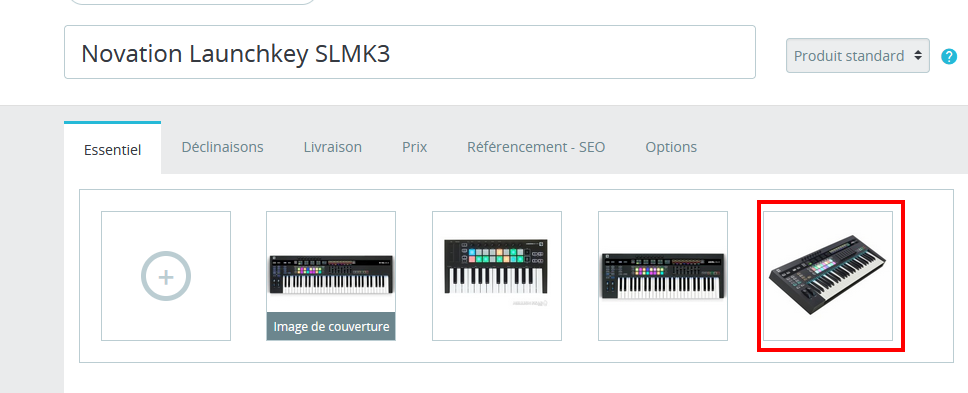 Novation Launchkey SLMK3
Produit standard
?
Essentiel
Déclinaisons
Livraison
Prix
Référencement - SEO
Options
+
Image de couverture